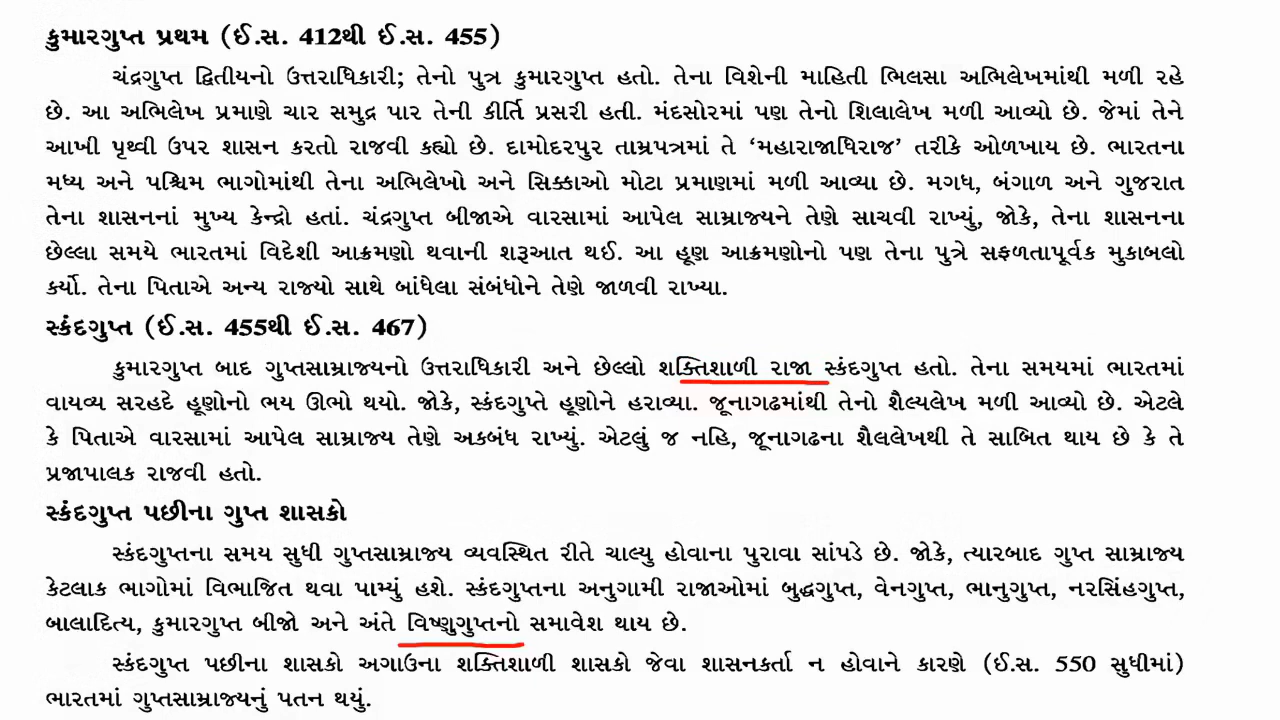 કુમારગુપ્ત પ્રથમ (ઈ.સ. 412થી ઈ.સ. 455)
ચંદ્રગુપ્ત દ્વિતીયનો ઉત્તરાધિકારી; તેનો પુત્ર કુમારગુપ્ત હતો. તેના વિશેની માહિતી ભિલસા અભિલેખમાંથી મળી રહે
છે. આ અભિલેખ પ્રમાણે ચાર સમુદ્ર પાર તેની કીર્તિ પ્રસરી હતી. મંદસોરમાં પણ તેનો શિલાલેખ મળી આવ્યો છે. જેમાં તેને
આખી પૃથ્વી ઉપર શાસન કરતો રાજવી કહ્યો છે. દામોદરપુર તામ્રપત્રમાં તે ‘મહારાજાધિરાજ’ તરીકે ઓળખાય છે. ભારતના
મધ્ય અને પશ્ચિમ ભાગોમાંથી તેના અભિલેખો અને સિક્કાઓ મોટા પ્રમાણમાં મળી આવ્યા છે. મગધ, બંગાળ અને ગુજરાત
તેના શાસનનાં મુખ્ય કેન્દ્રો હતાં. ચંદ્રગુપ્ત બીજાએ વારસામાં આપેલ સામ્રાજ્યને તેણે સાચવી રાખ્યું, જોકે, તેના શાસનના
છેલ્લા સમયે ભારતમાં વિદેશી આક્રમણો થવાની શરૂઆત થઈ. આ હૂણ આક્રમણોનો પણ તેના પુત્રે સફળતાપૂર્વક મુકાબલો
કર્યો. તેના પિતાએ અન્ય રાજ્યો સાથે બાંધેલા સંબંધોને તેણે જાળવી રાખ્યા.
સ્કંદગુપ્ત (ઈ.સ. 455થી ઈ.સ. 467)
કુમારગુપ્ત બાદ ગુપ્તસામ્રાજ્યનો ઉત્તરાધિકારી અને છેલ્લો શક્તિશાળી રાજા સ્કંદગુપ્ત હતો. તેના સમયમાં ભારતમાં
વાયવ્ય સરહદે હૂણોનો ભય ઊભો થયો. જોકે, સ્કંદગુપ્તે હૂણોને હરાવ્યા. જૂનાગઢમાંથી તેનો શૈલ્યલેખ મળી આવ્યો છે. એટલે
કે પિતાએ વારસામાં આપેલ સામ્રાજ્ય તેણે અકબંધ રાખ્યું. એટલું જ નહિ, જૂનાગઢના શૈલલેખથી તે સાબિત થાય છે કે તે
પ્રજાપાલક રાજવી હતો.
સ્કંદગુપ્ત પછીના ગુપ્ત શાસકો
સ્કંદગુપ્તના સમય સુધી ગુપ્તસામ્રાજ્ય વ્યવસ્થિત રીતે ચાલ્યુ હોવાના પુરાવા સાંપડે છે. જોકે, ત્યારબાદ ગુપ્ત સામ્રાજ્ય
કેટલાક ભાગોમાં વિભાજિત થવા પામ્યું હશે. સ્કંદગુપ્તના અનુગામી રાજાઓમાં બુદ્ધગુપ્ત, વેનગુપ્ત, ભાનુગુપ્ત, નરસિંહગુપ્ત,
બાલાદિત્ય, કુમારગુપ્ત બીજો અને અંતે વિષ્ણુગુપ્તનો સમાવેશ થાય છે.
સ્કંદગુપ્ત પછીના શાસકો અગાઉના શક્તિશાળી શાસકો જેવા શાસનકર્તા ન હોવાને કારણે (ઈ.સ. 550 સુધીમાં)
ભારતમાં ગુપ્તસામ્રાજ્યનું પતન થયું.